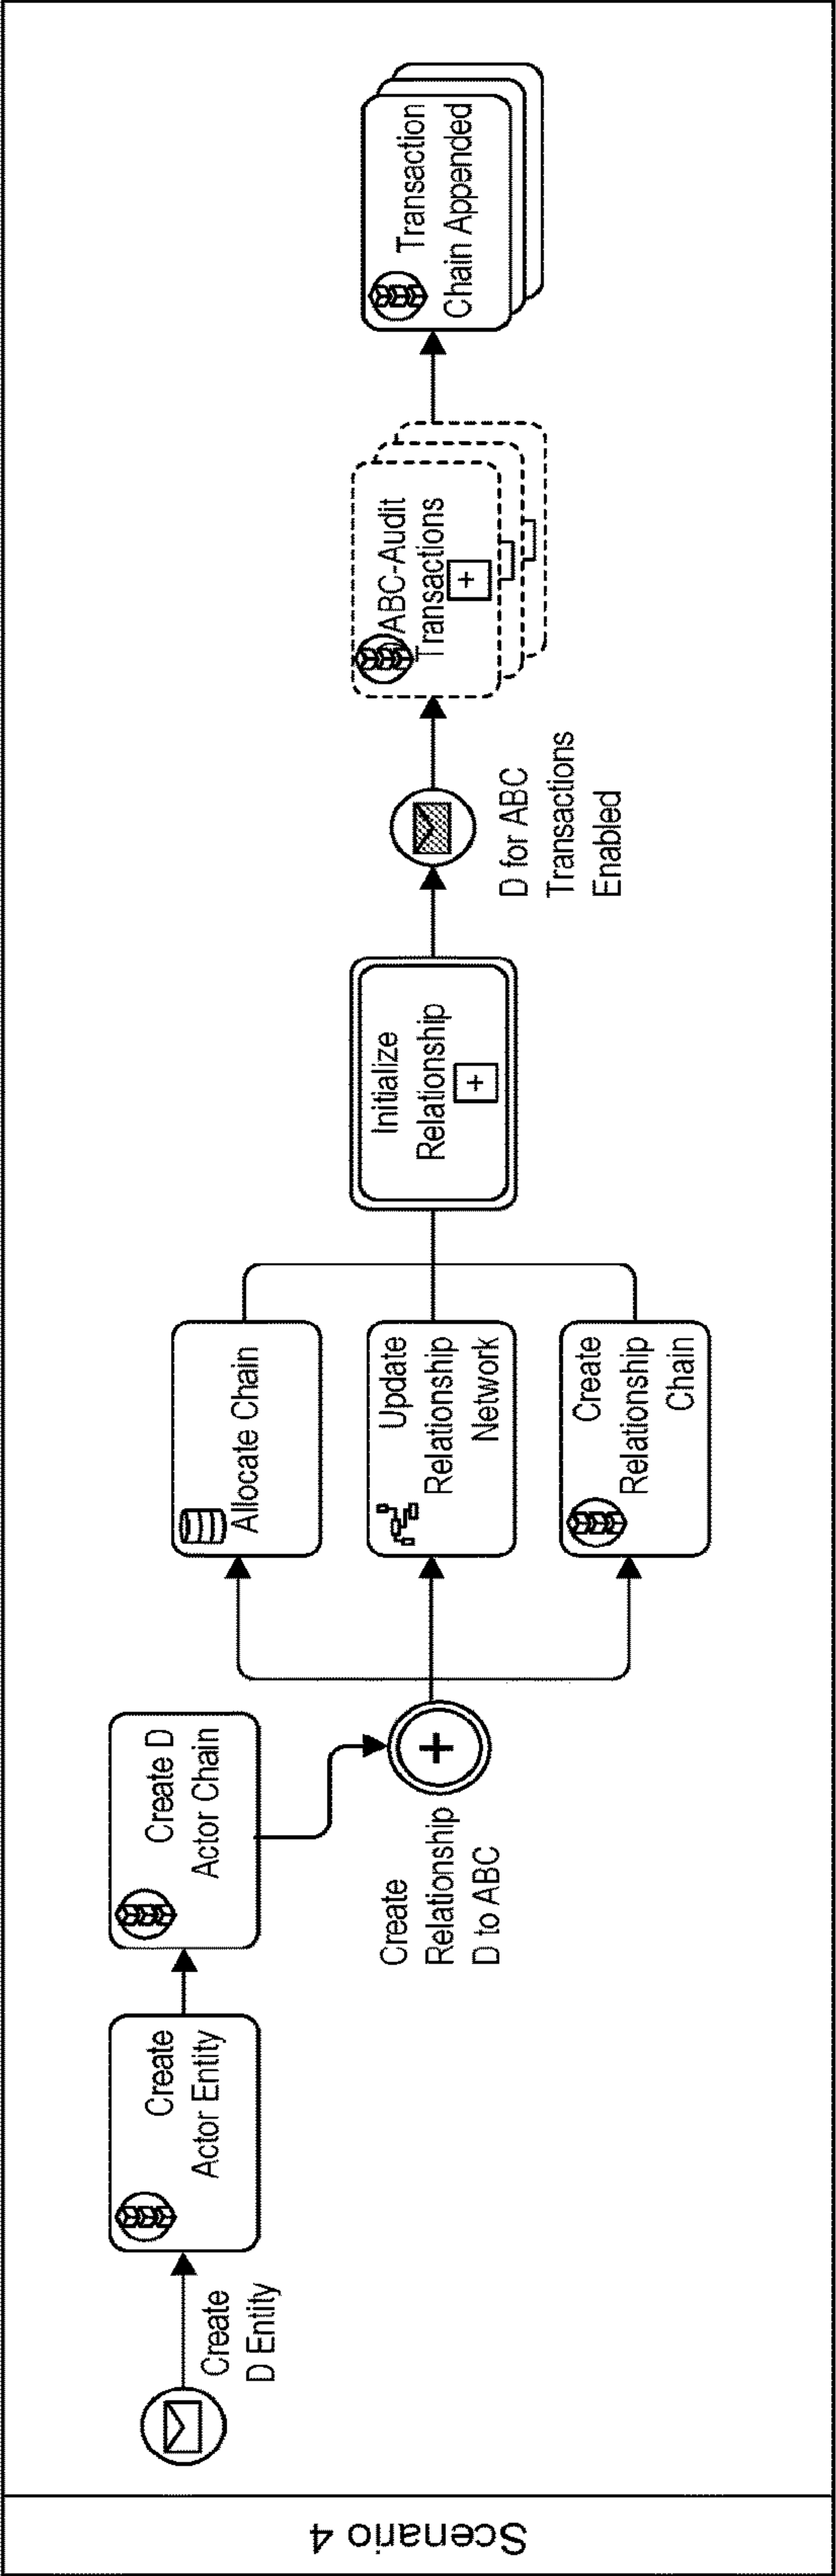 Scenario 4
Create
D Entity
Create
Actor Entity
Create D
Actor Chain
Create
Relationship
D to ABC
Allocate Chain
Update
Relationship
Network
Create
Relationship
Chain
Initialize
Relationship
+
D for ABC
Transactions
Enabled
ABC-Audit
Transactions
+
Transaction
Chain Appended